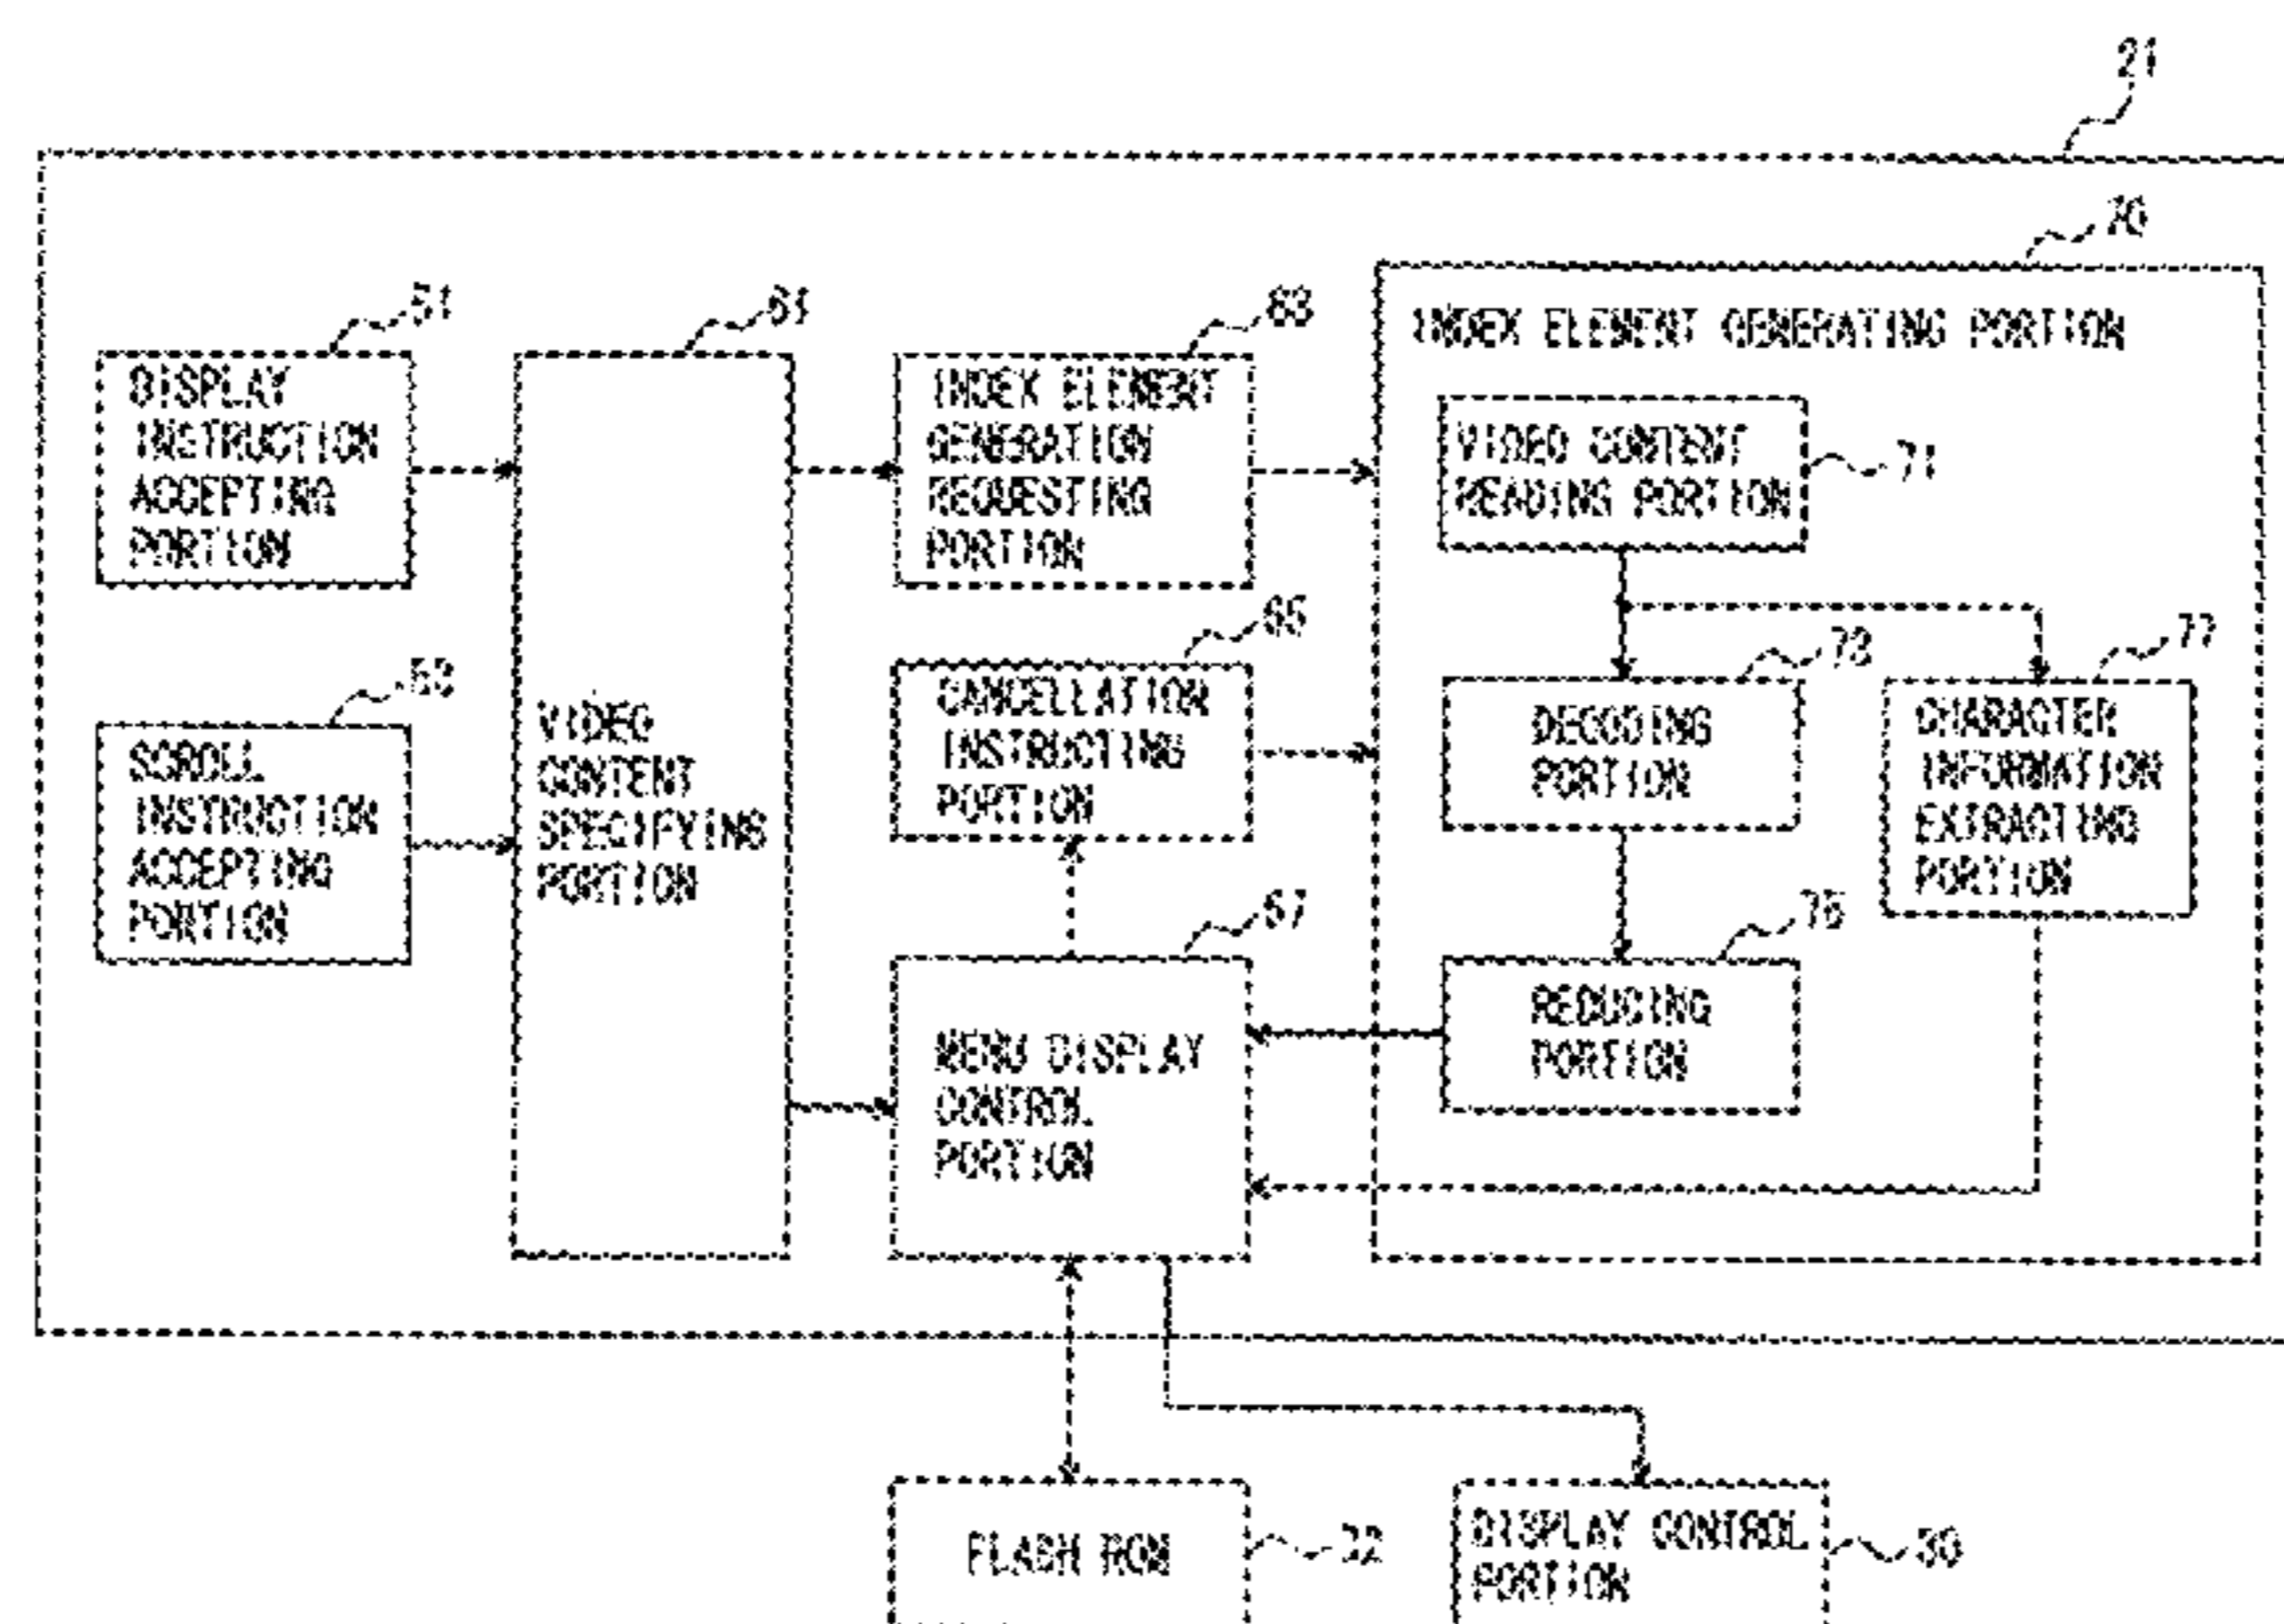 21
70
51
61
63
INDEX ELEMENT GENERATING PORTION
DISPLAY
INSTRUCTION
ACCEPTING
PORTION
INDEX ELEMENT
GENERATION
REQUESTING
PORTION
VIDEO CONTENT
READING PORTION
71
65
73
77
53
CANCELLATION
INSTRUCTING
PORTION
DECODING
PORTION
CHARACTER
INFORMATION
EXTRACTING
PORTION
SCROLL
INSTRUCTION
ACCEPTING
PORTION
VIDEO
CONTENT
SPECIFYING
PORTION
67
75
MENU DISPLAY
CONTROL
PORTION
REDUCING
PORTION
FLASH ROM
32
DISPLAY CONTROL
PORTION
50